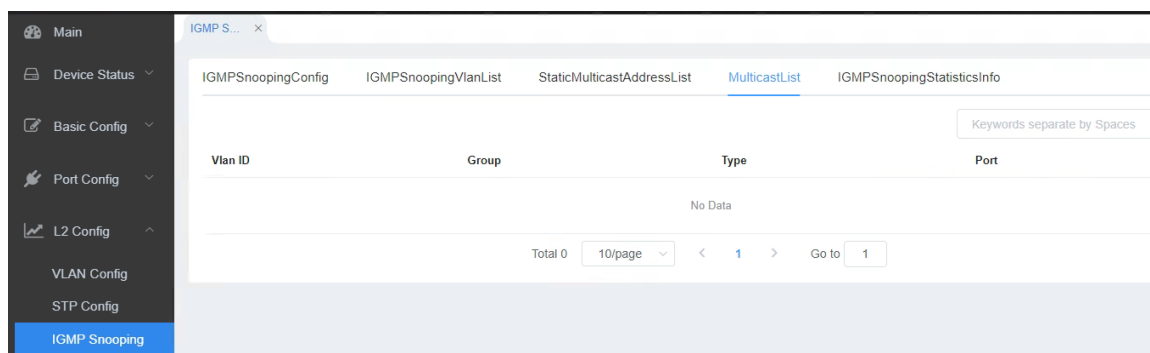 Main
Device Status
Basic Config
Port Config
L2 Config
VLAN Config
STP Config
IGMP Snooping
IGMP S...
IGMPSnoopingConfig IGMPSnoopingVlanList StaticMulticastAddressList MulticastList IGMPSnoopingStatisticsInfo
Keywords separate by Spaces
Vlan ID Group Type Port
No Data
Total 0 10/page 1 Go to 1